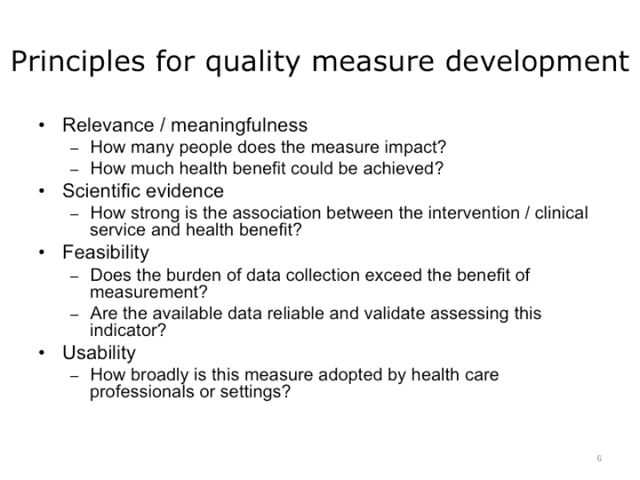 Principles for quality measure development
• Relevance / meaningfulness
– How many people does the measure impact?
– How much health benefit could be achieved?
• Scientific evidence
– How strong is the association between the intervention / clinical
service and health benefit?
• Feasibility
– Does the burden of data collection exceed the benefit of
measurement?
– Are the available data reliable and validate assessing this
indicator?
• Usability
– How broadly is this measure adopted by health care
professionals or settings?
6